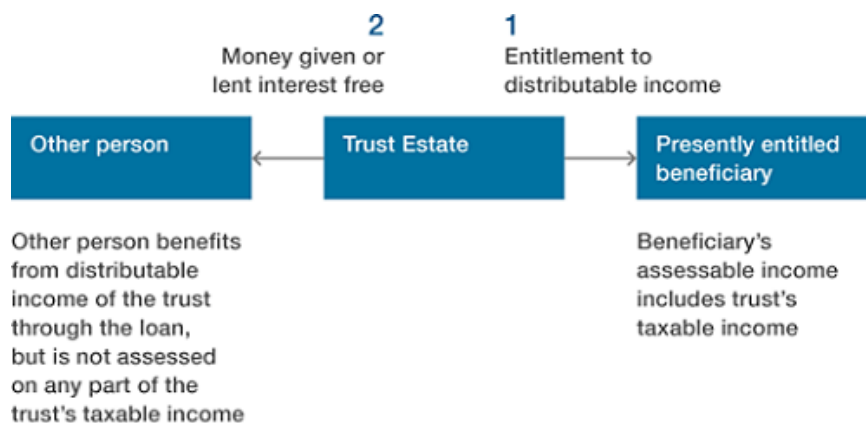 2
Money given or
lent interest free
1
Entitlement to
distributable income
Other person
Trust Estate
Presently entitled
beneficiary
Other person benefits
from distributable
income of the trust
through the loan,
but is not assessed
on any part of the
trust's taxable income
Beneficiary's
assessable income
includes trust's
taxable income